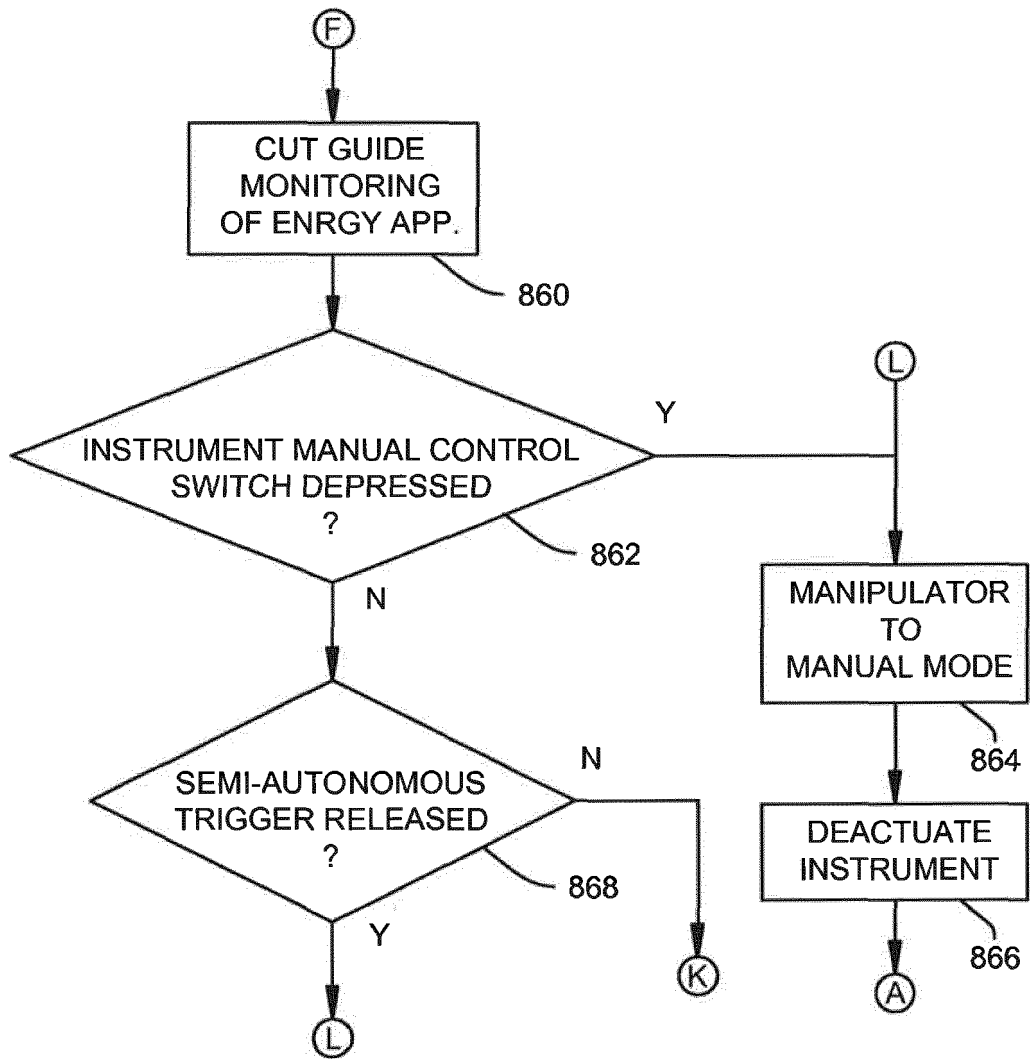 F
CUT GUIDE
MONITORING
OF ENRGY APP.
860
L
Y
INSTRUMENT MANUAL CONTROL
SWITCH DEPRESSED
?
862
N
MANIPULATOR
TO
MANUAL MODE
864
SEMI-AUTONOMOUS
TRIGGER RELEASED
?
N
868
Y
DEACTUATE
INSTRUMENT
866
K
A
L